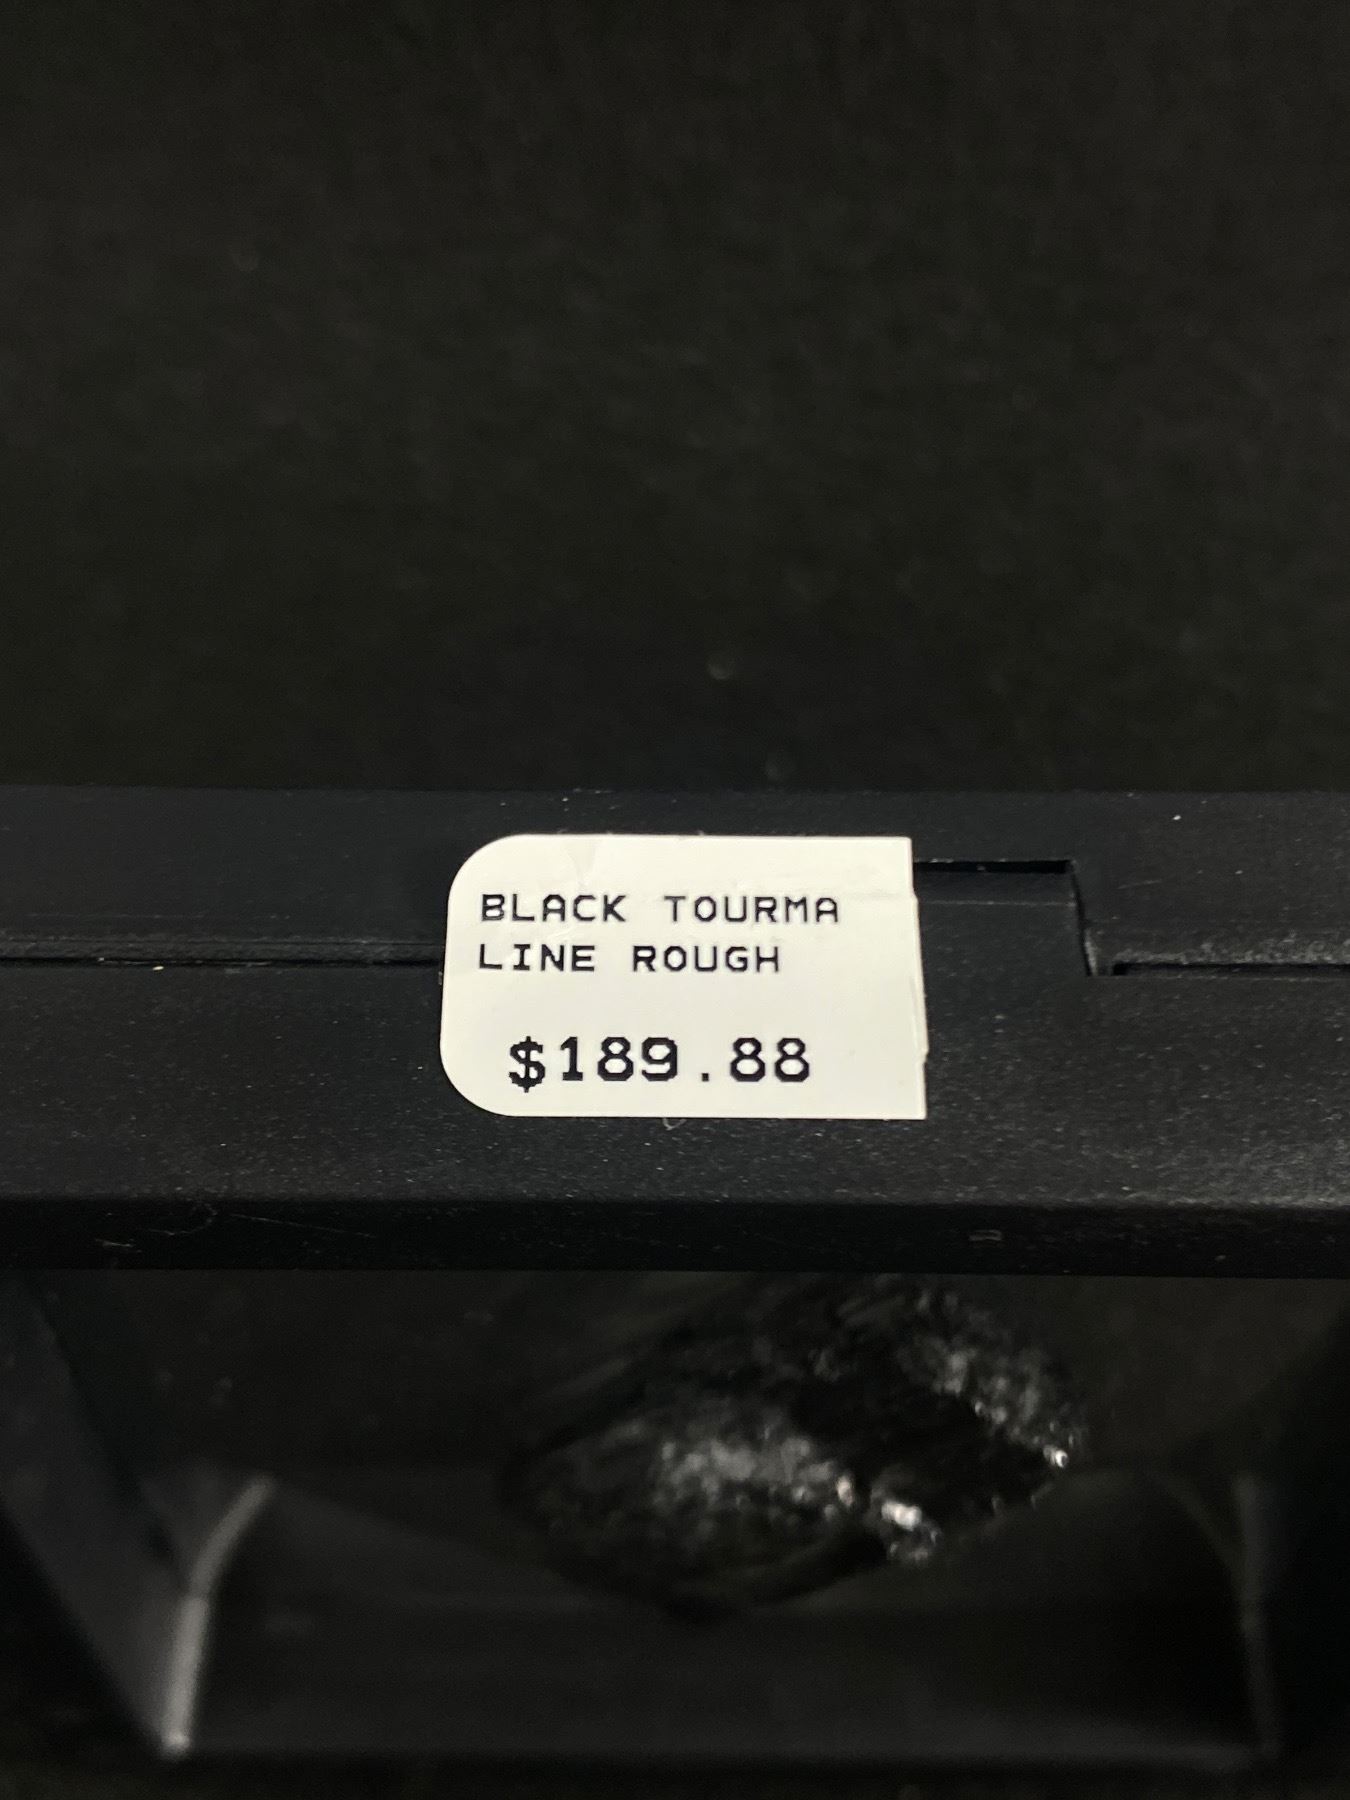 BLACK TOURMA
LINE ROUGH
$189.88